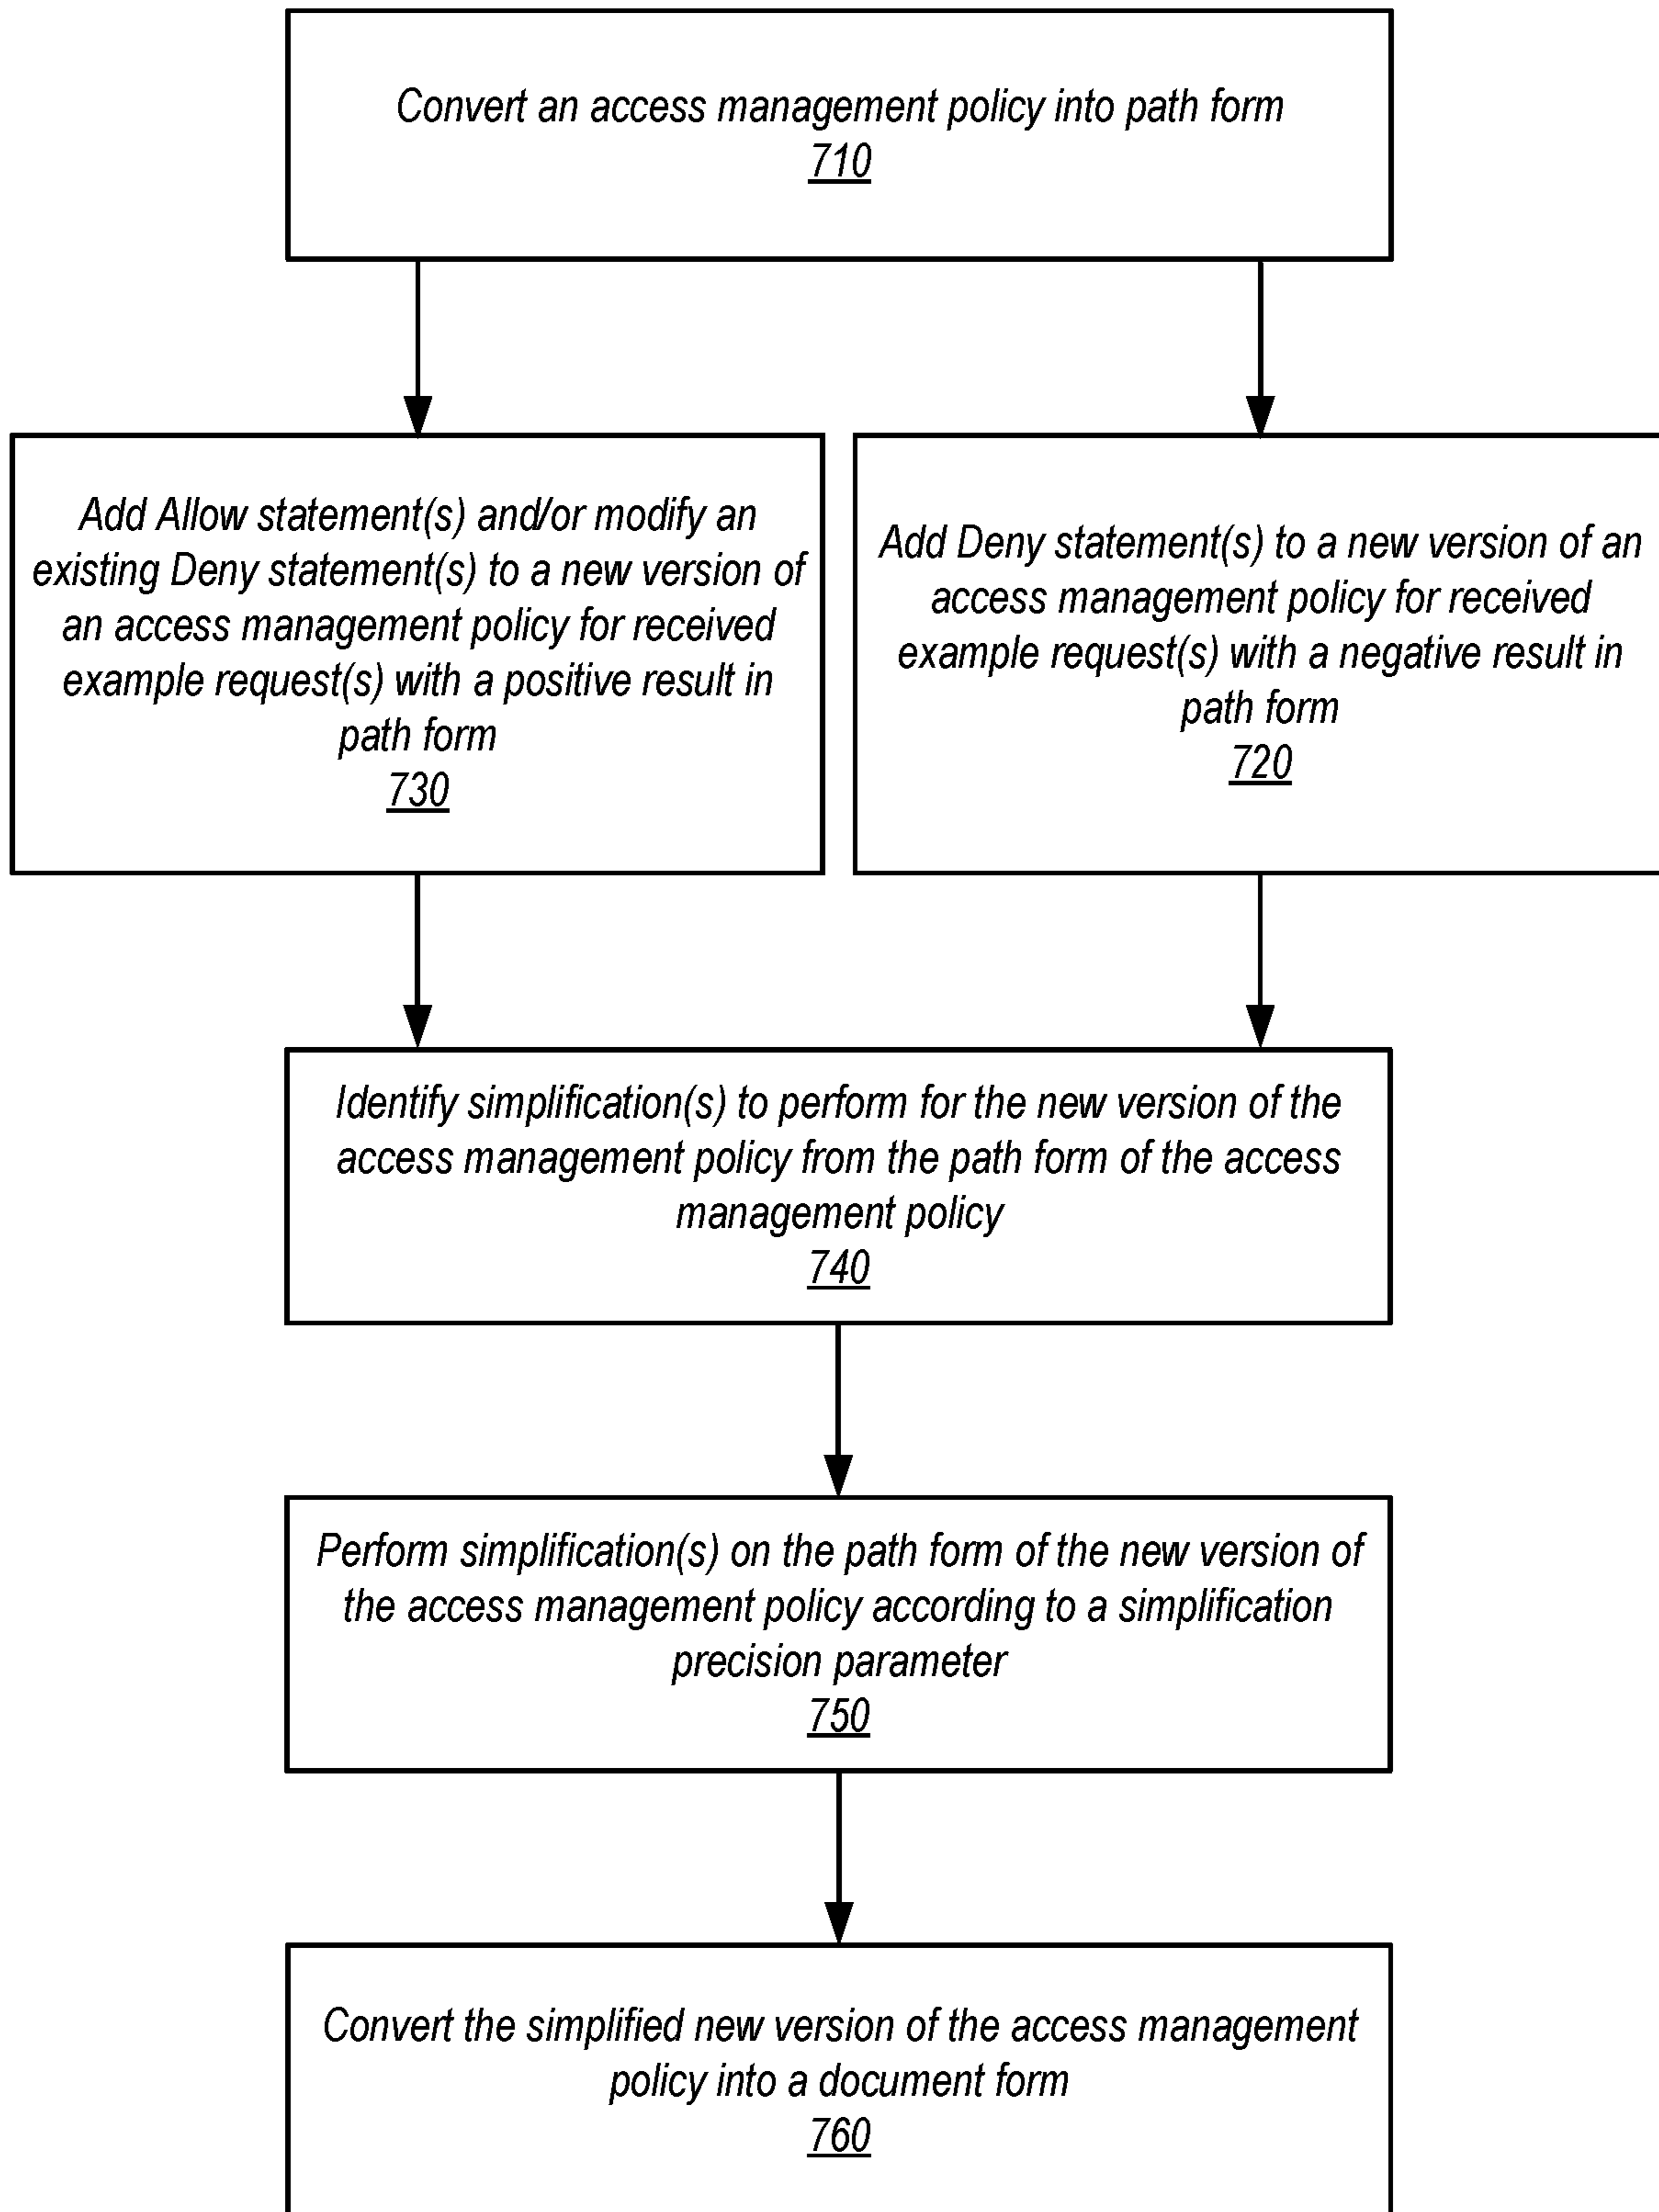 Convert an access management policy into path form
710
Add Allow statement(s) and/or modify an
existing Deny statement(s) to a new version of
an access management policy for received
example request(s) with a positive result in
path form
730
Add Deny statement(s) to a new version of an
access management policy for received
example request(s) with a negative result in
path form
720
Identify simplification(s) to perform for the new version of the
access management policy from the path form of the access
management policy
740
Perform simplification(s) on the path form of the new version of
the access management policy according to a simplification
precision parameter
750
Convert the simplified new version of the access management
policy into a document form
760